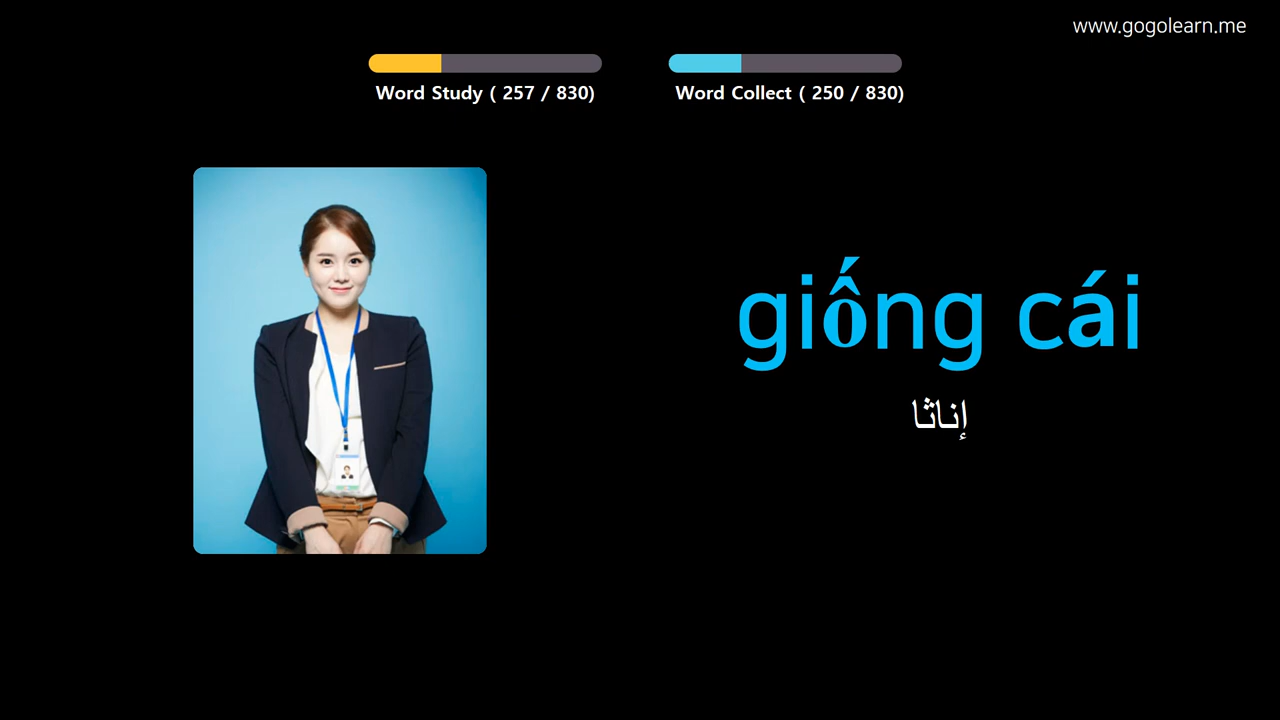 www.gogolearn.me
Word Study ( 257 / 830)
Word Collect ( 250 / 830)
giống cái
إناثا